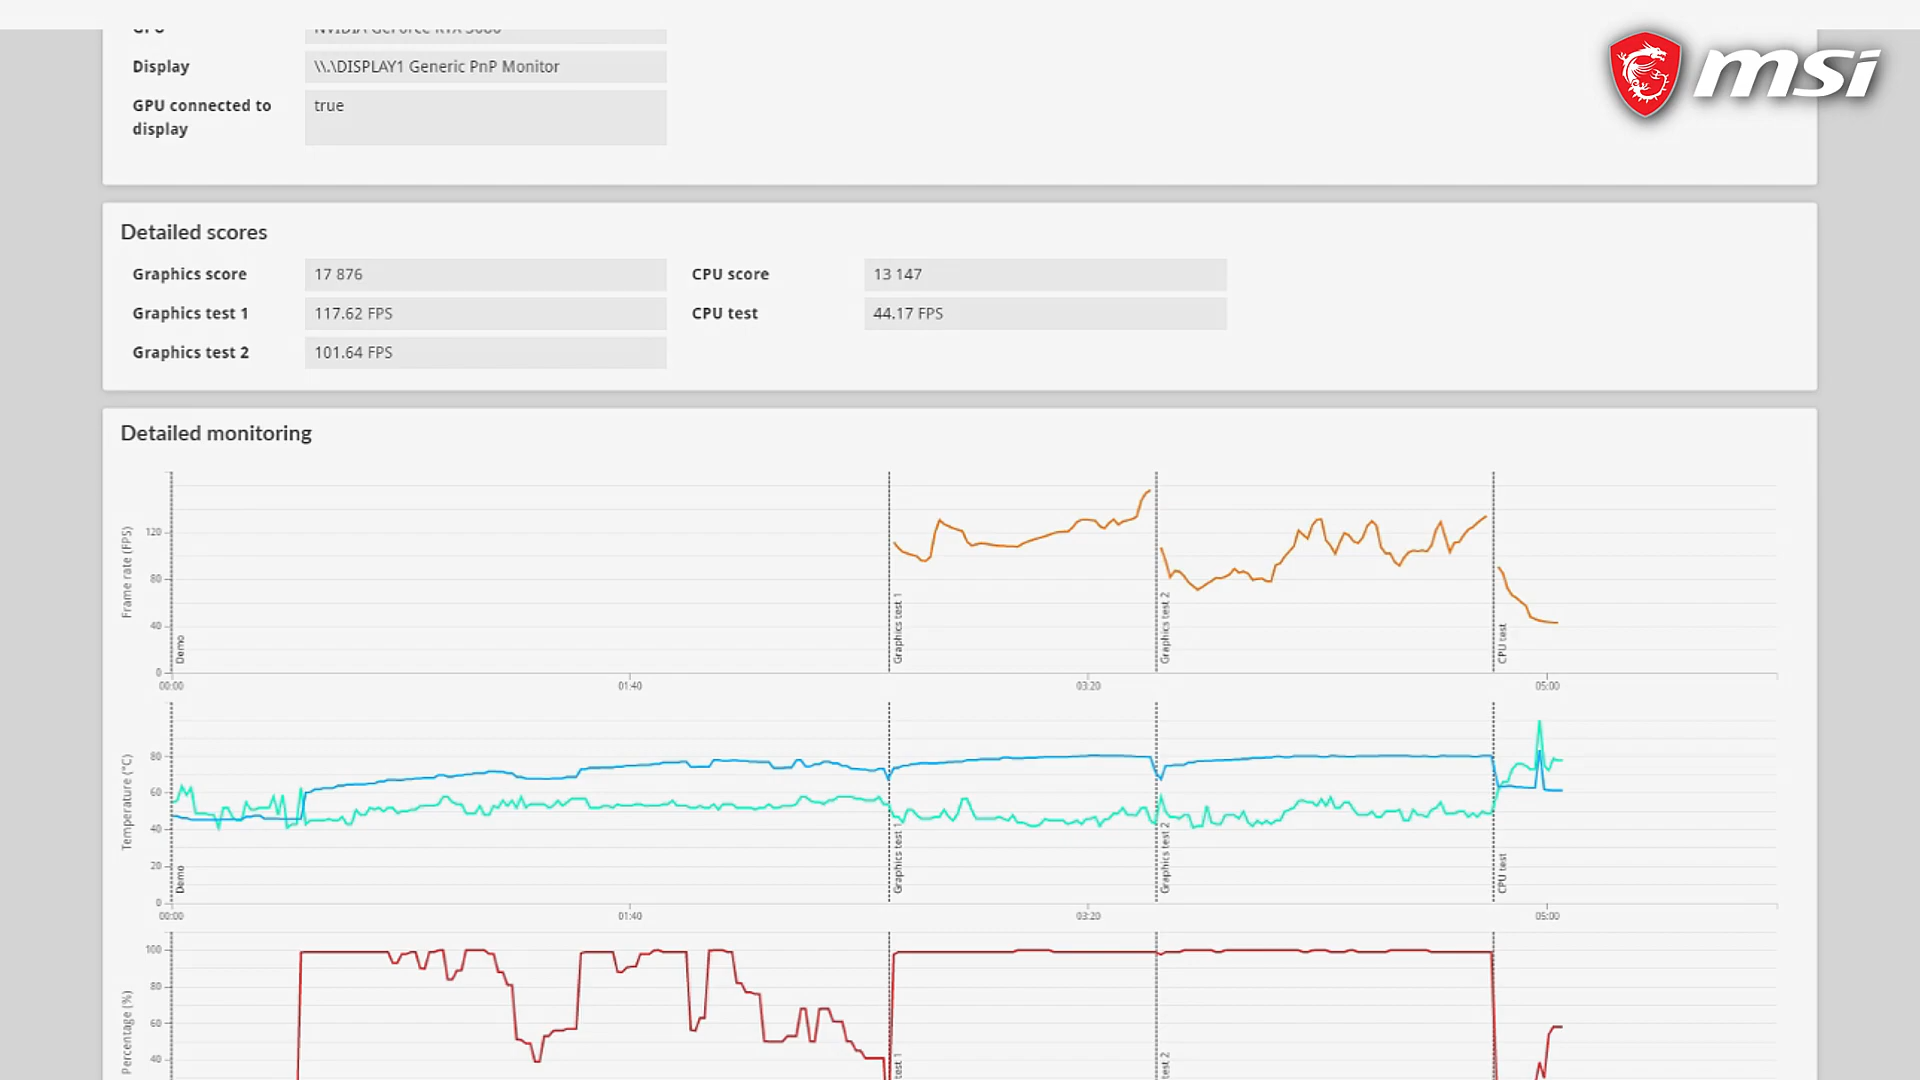 msi
Display \\.\DISPLAY1 Generic PnP Monitor
GPU connected to display true
Detailed scores
Graphics score 17 876 CPU score 13 147
Graphics test 1 117.62 FPS CPU test 44.17 FPS
Graphics test 2 101.64 FPS
Detailed monitoring
Frame rate (FPS)
120
80
40
0
Demo
Graphics test 1
Graphics test 2
CPU test
00:00 01:40 03:20 05:00
Temperature (°C)
80
60
40
20
0
Demo
Graphics test 1
Graphics test 2
CPU test
00:00 01:40 03:20 05:00
Percentage (%)
100
80
60
40
test 1
test 2